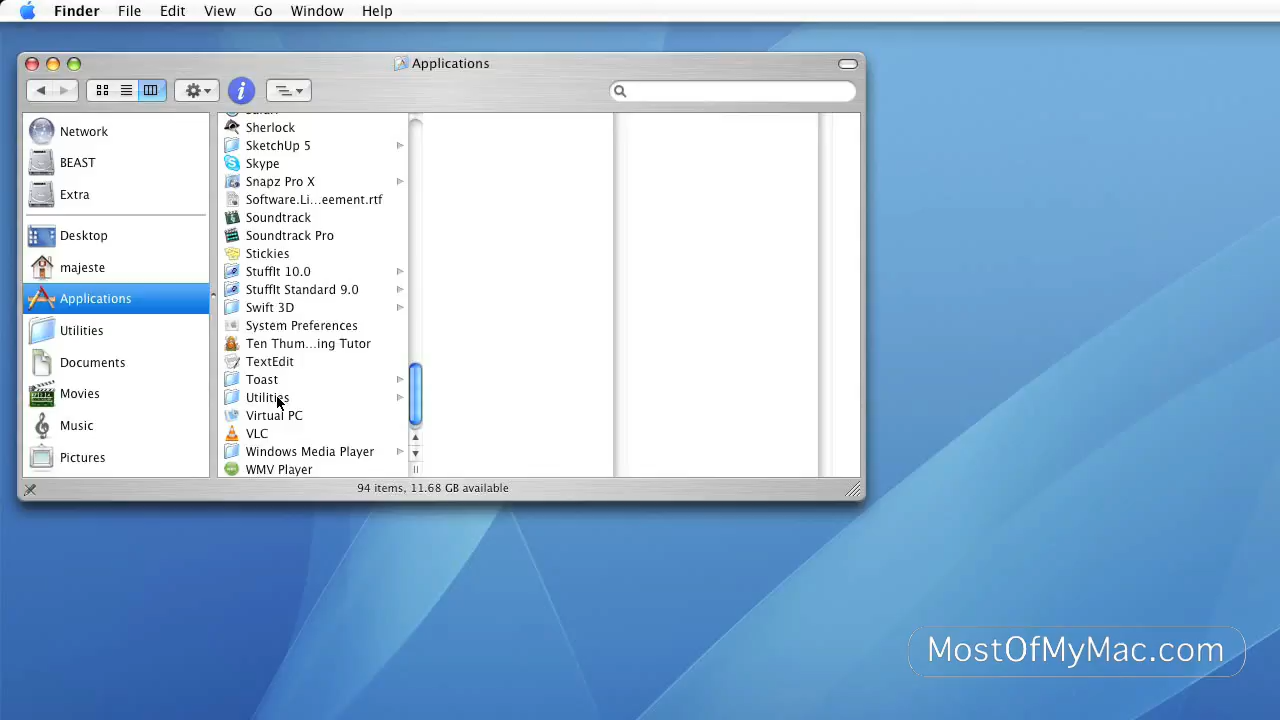 Finder File Edit View Go Window Help
Applications
Network
BEAST
Extra
Desktop
majeste
Applications
Utilities
Documents
Movies
Music
Pictures
Sherlock
SketchUp 5
Skype
Snapz Pro X
Software.Li...eement.rtf
Soundtrack
Soundtrack Pro
Stickies
StuffIt 10.0
StuffIt Standard 9.0
Swift 3D
System Preferences
Ten Thum...ing Tutor
TextEdit
Toast
Utilities
Virtual PC
VLC
Windows Media Player
WMV Player
94 items, 11.68 GB available
MostOfMyMac.com